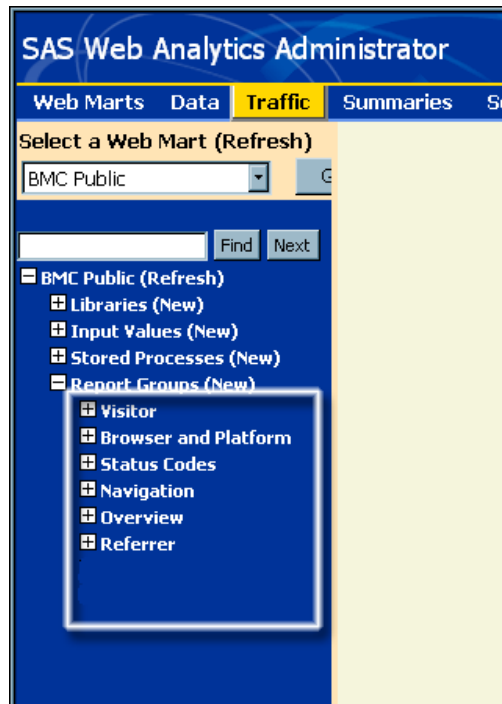 SAS Web Analytics Administrator
Web Marts Data Traffic Summaries
Select a Web Mart (Refresh)
BMC Public
Find Next
BMC Public (Refresh)
Libraries (New)
Input Values (New)
Stored Processes (New)
Report Groups (New)
Visitor
Browser and Platform
Status Codes
Navigation
Overview
Referrer